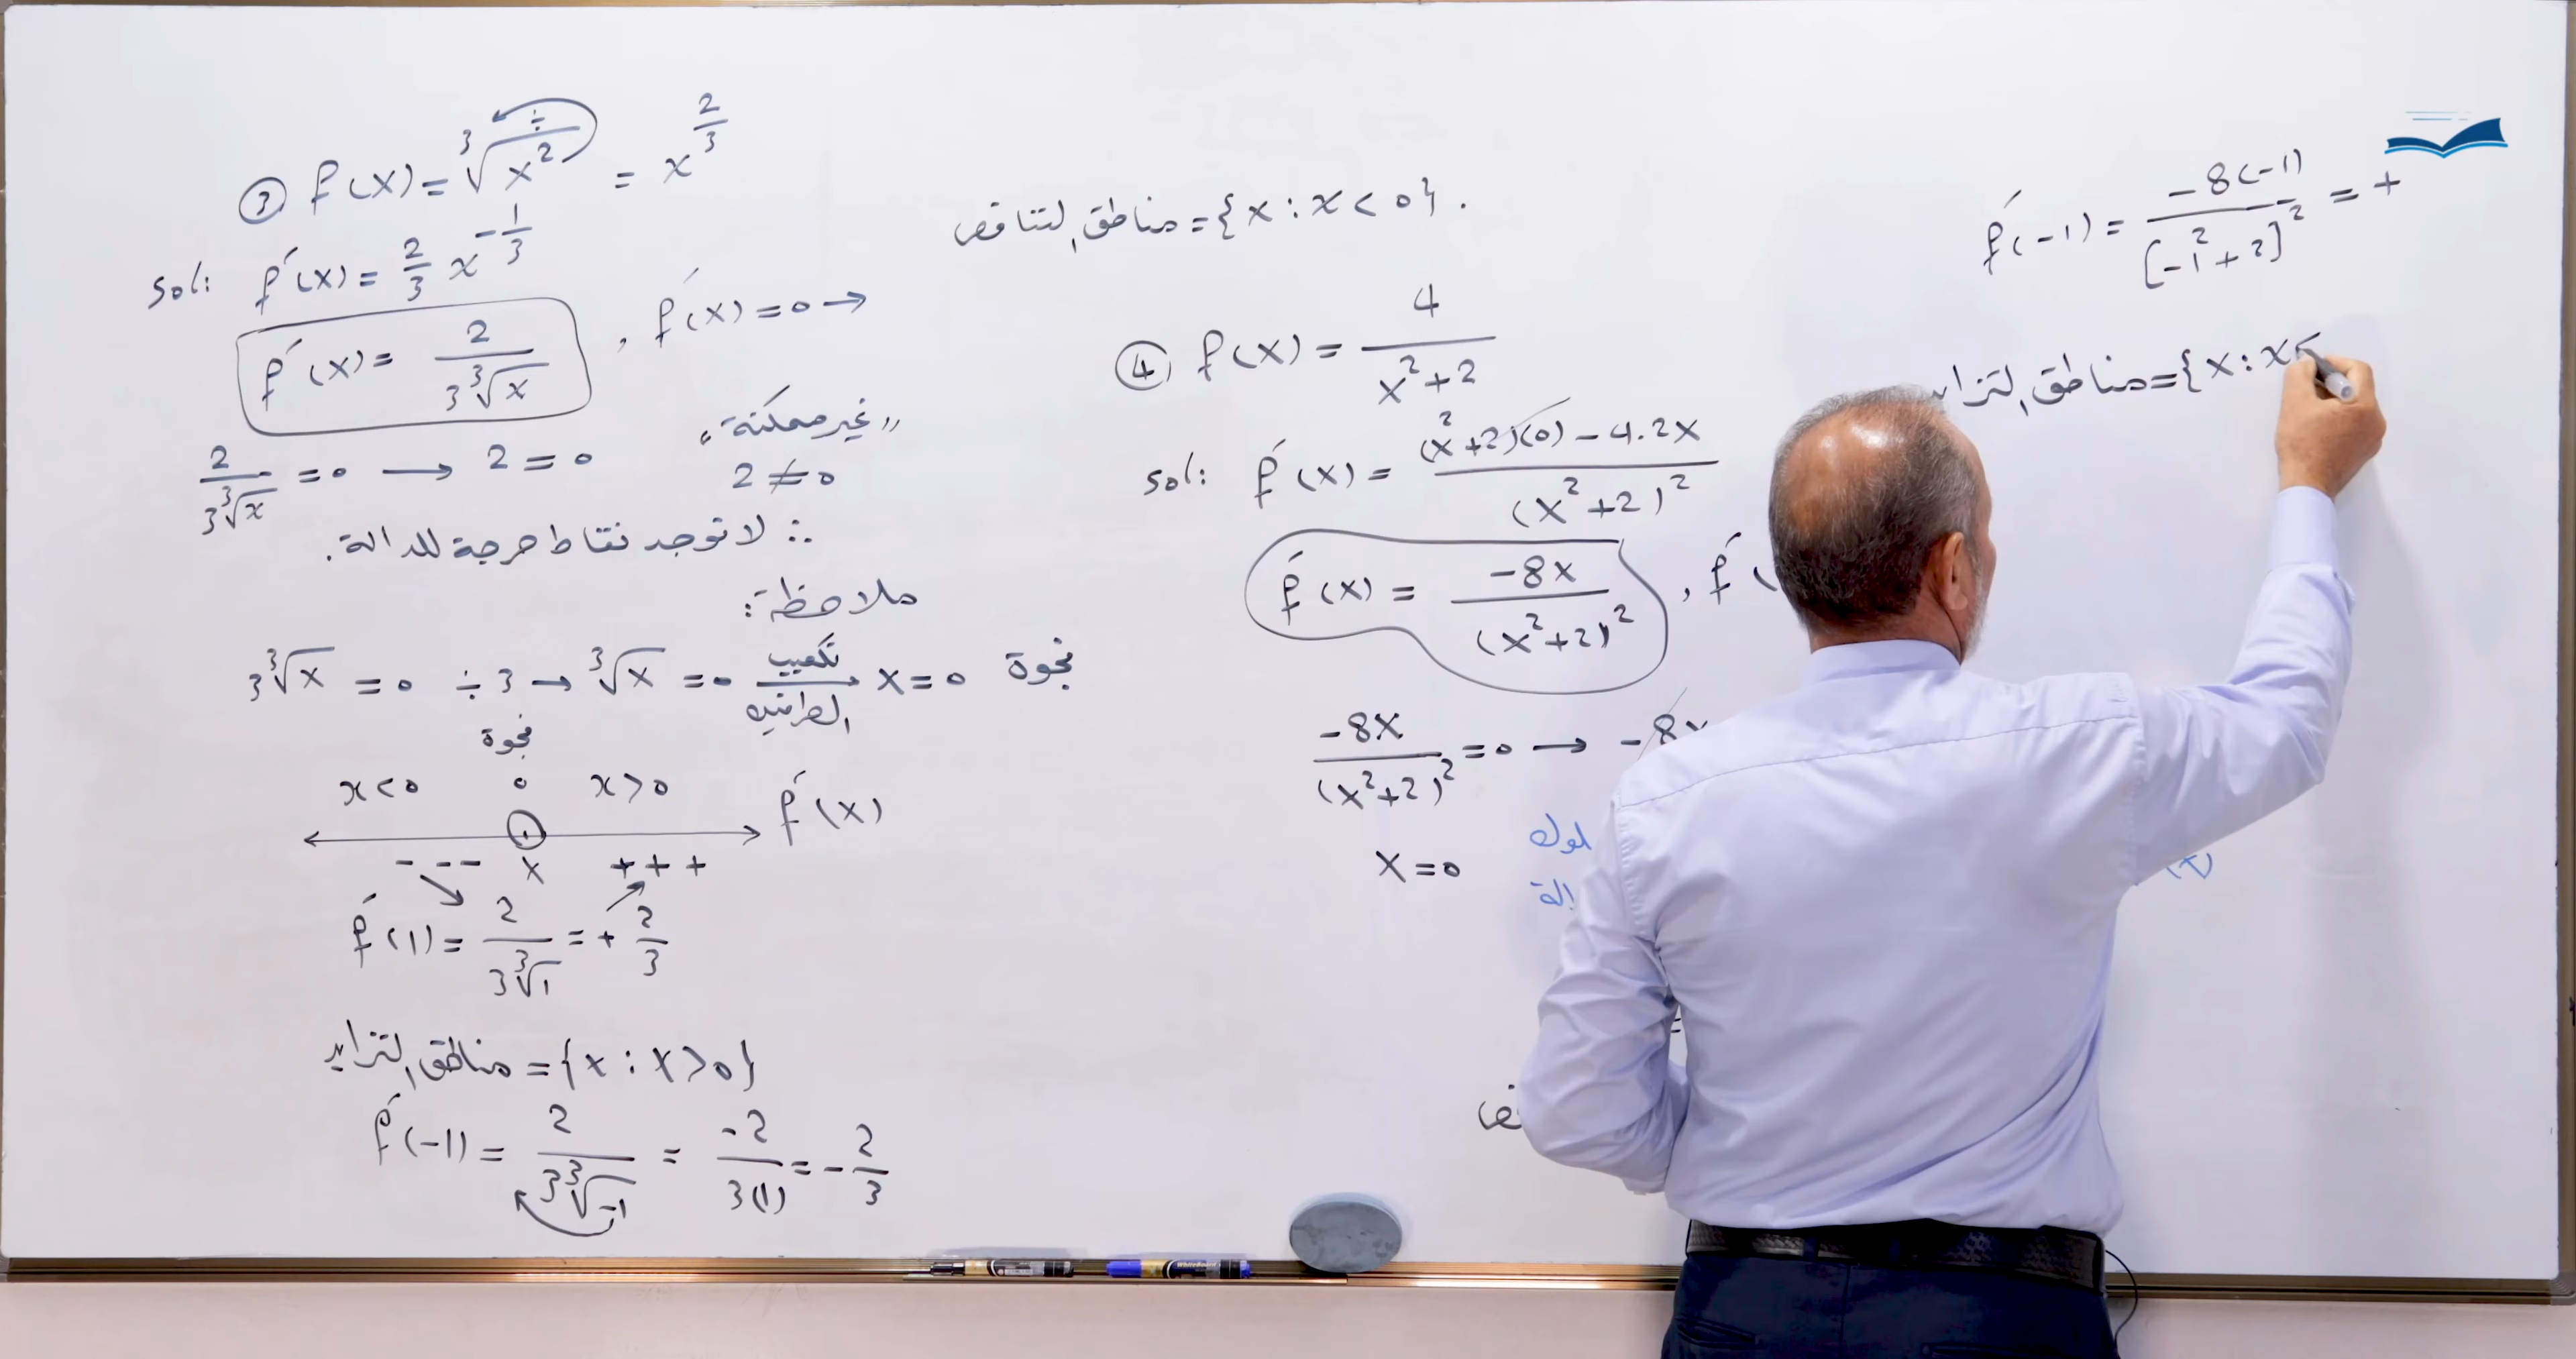 ③ f(x) = ∛x² = x^(2/3)
sol: f́(x) = 2/3 x^(-1/3)
f́(x) = 2/(3∛x) , f́(x) = 0 →
2/(3∛x) = 0 → 2 = 0
"غير ممكنة"
2 ≠ 0
∴ لا توجد نقاط حرجة للدالة.
ملاحظة:
3∛x = 0 ÷ 3 → ∛x = 0 تكعيب الطرفين x = 0 فجوة
فجوة
x < 0 0 x > 0
f́(x)
- - - x + + +
f́(1) = 2/(3∛1) = + 2/3
مناطق التزايد = {x : x > 0}
f́(-1) = 2/(3∛-1) = -2/3(1) = - 2/3
مناطق التناقص = {x : x < 0} .
④ f(x) = 4/(x²+2)
sol: f́(x) = ((x²+2)(0) - 4.2x)/(x²+2)²
f́(x) = -8x/(x²+2)² , f́(
-8x/(x²+2)² = 0 → -8x
x = 0
f́(-1) = -8(-1)/[-1²+2]² = +
مناطق التزايد = {x : x <